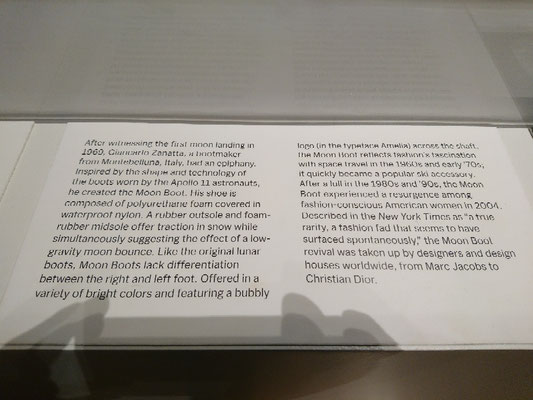 After witnessing the first moon landing in
1969, Giancarlo Zanatta, a bootmaker
from Montebelluna, Italy, had an epiphany.
Inspired by the shape and technology of
the boots worn by the Apollo 11 astronauts,
he created the Moon Boot. His shoe is
composed of polyurethane foam covered in
waterproof nylon. A rubber outsole and foam-
rubber midsole offer traction in snow while
simultaneously suggesting the effect of a low-
gravity moon bounce. Like the original lunar
boots, Moon Boots lack differentiation
between the right and left foot. Offered in a
variety of bright colors and featuring a bubbly
logo (in the typeface Amelia) across the shaft,
the Moon Boot reflects fashion's fascination
with space travel in the 1960s and early '70s;
it quickly became a popular ski accessory.
After a lull in the 1980s and '90s, the Moon
Boot experienced a resurgence among
fashion-conscious American women in 2004.
Described in the New York Times as "a true
rarity, a fashion fad that seems to have
surfaced spontaneously," the Moon Boot
revival was taken up by designers and design
houses worldwide, from Marc Jacobs to
Christian Dior.